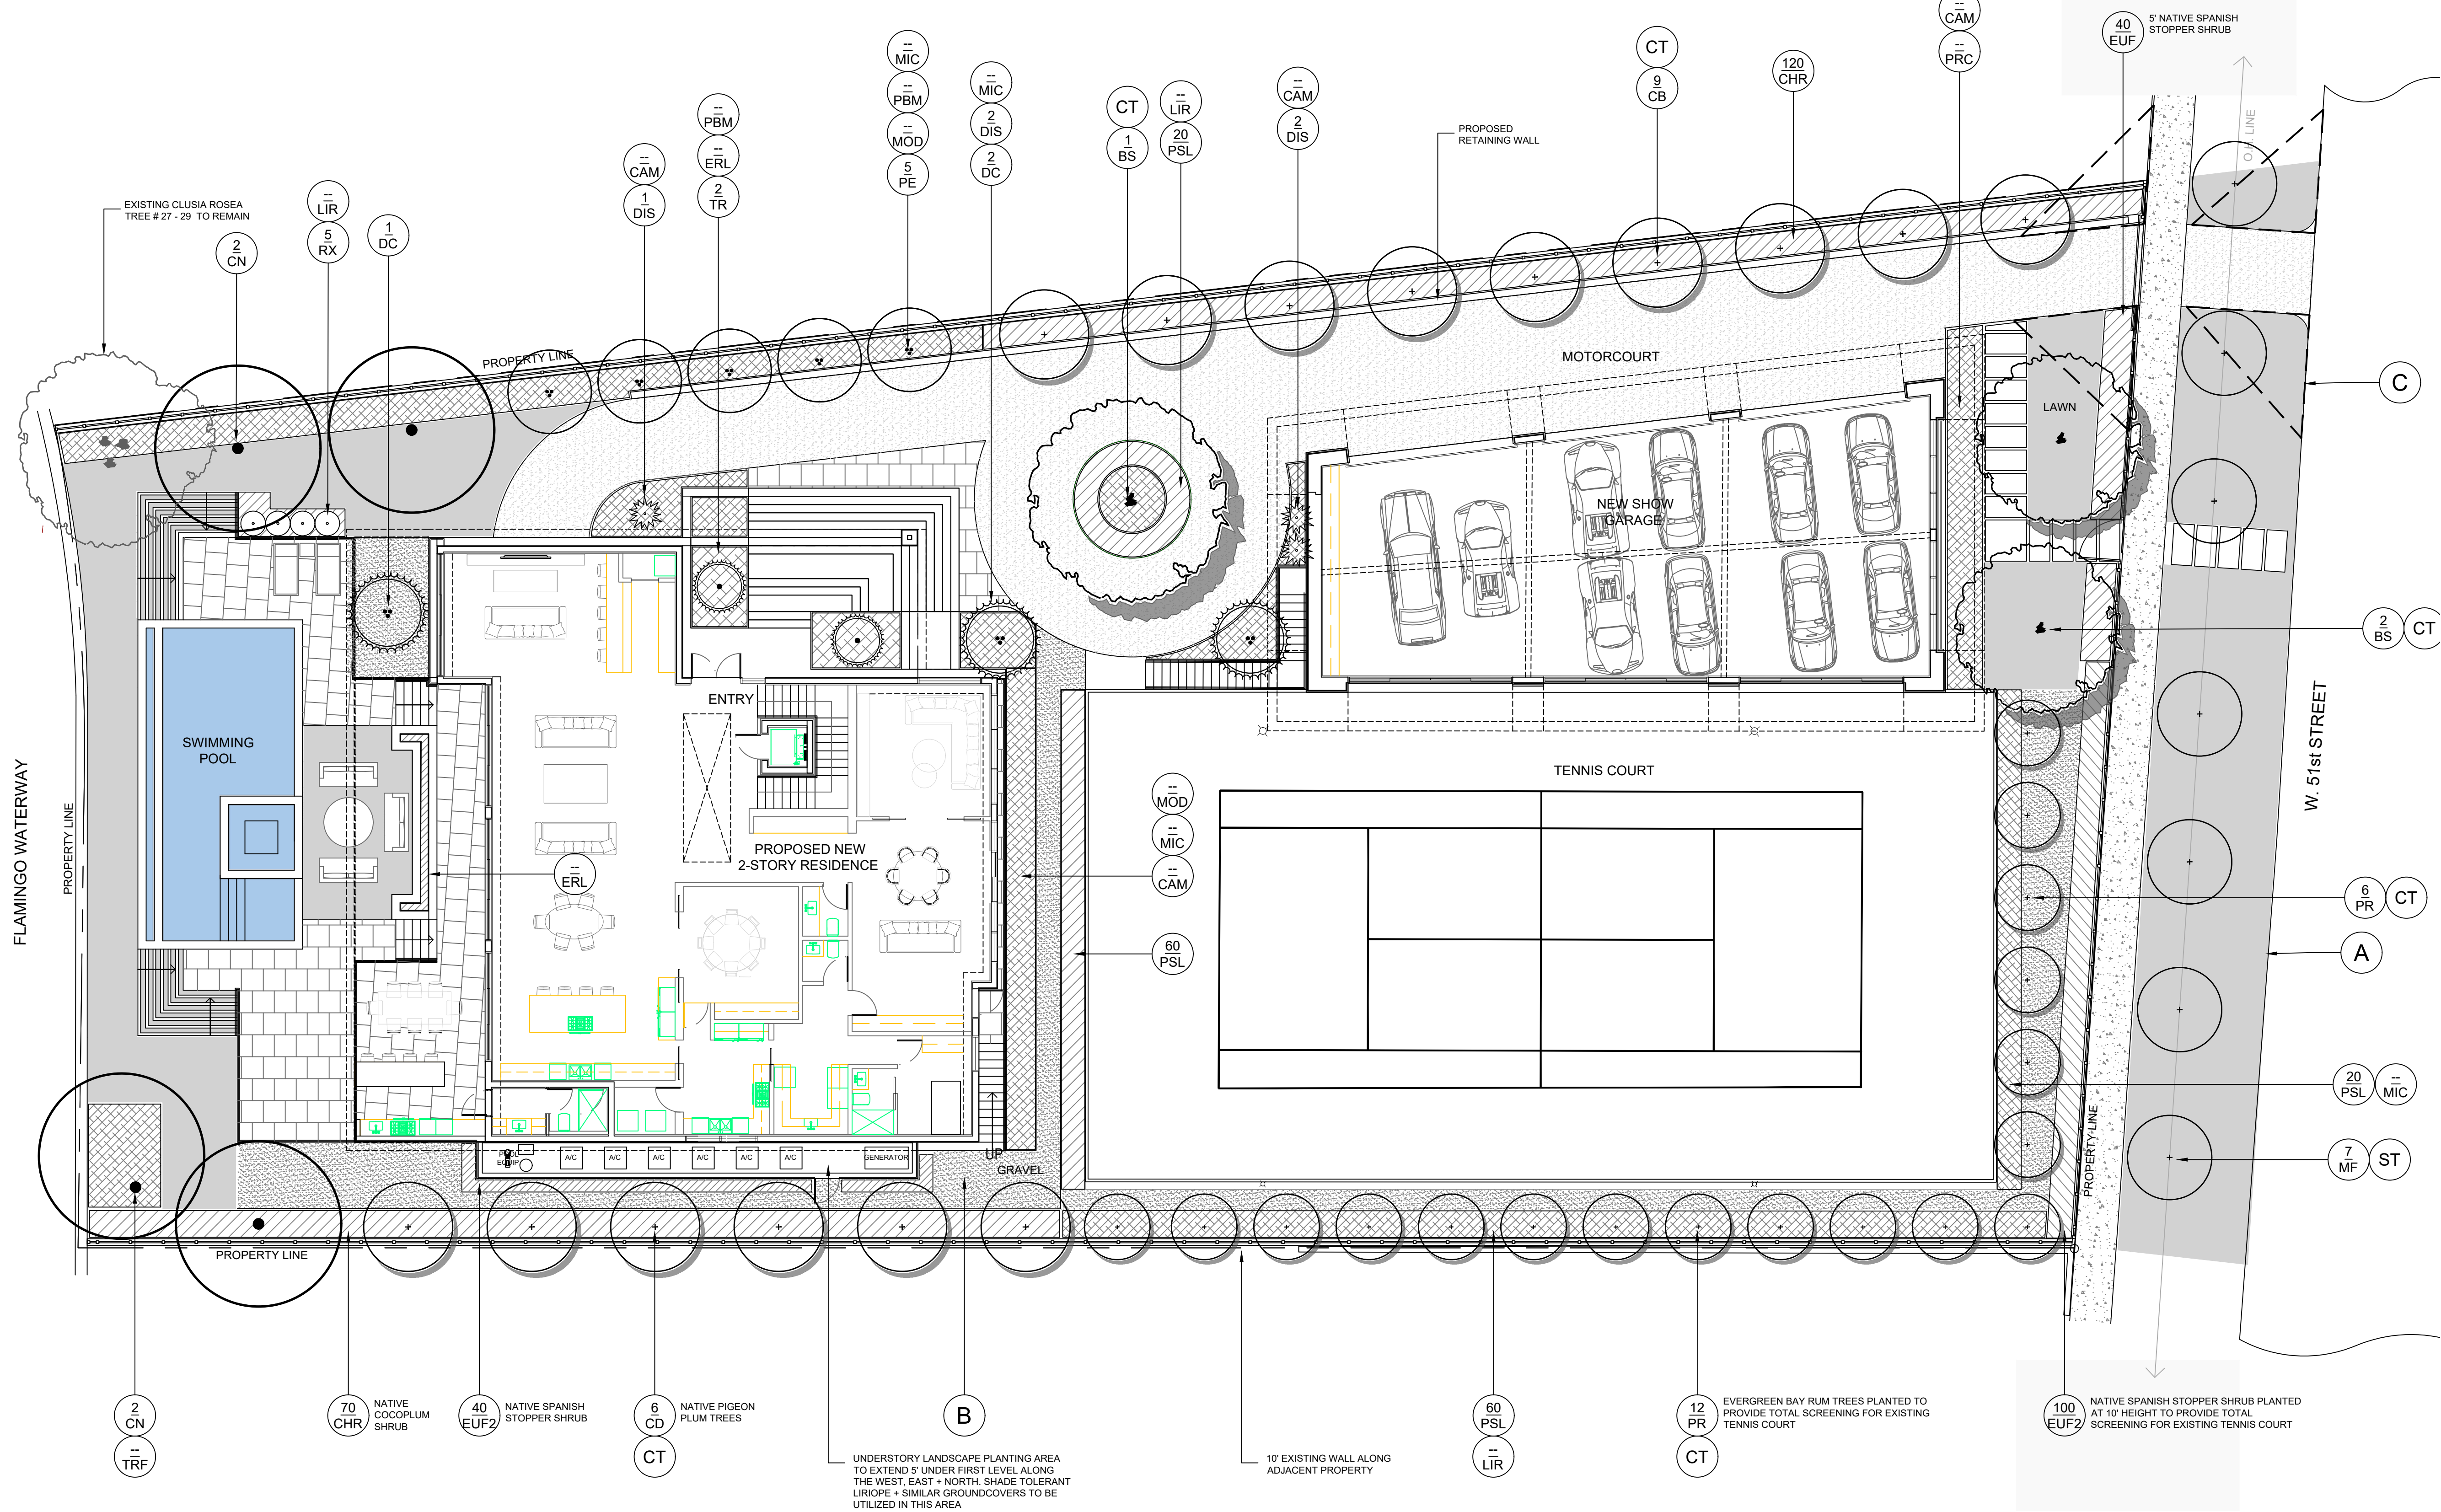 --
CAM
--
PRC
40
EUF
5' NATIVE SPANISH
STOPPER SHRUB
--
MIC
--
PBM
--
MOD
5
PE
--
MIC
2
DIS
2
DC
CT
1
BS
--
LIR
20
PSL
--
CAM
2
DIS
CT
9
CB
120
CHR
--
PBM
--
ERL
2
TR
--
CAM
1
DIS
PROPOSED
RETAINING WALL
O.H. LINE
EXISTING CLUSIA ROSEA
TREE # 27 - 29 TO REMAIN
2
CN
--
LIR
5
RX
1
DC
PROPERTY LINE
MOTORCOURT
LAWN
C
NEW SHOW
GARAGE
2
BS
CT
ENTRY
SWIMMING
POOL
FLAMINGO WATERWAY
PROPERTY LINE
PROPOSED NEW
2-STORY RESIDENCE
--
ERL
TENNIS COURT
--
MOD
--
MIC
--
CAM
60
PSL
W. 51st STREET
6
PR
CT
A
20
PSL
--
MIC
PROPERTY LINE
7
MF
ST
POOL
EQUIP
A/C
A/C
A/C
A/C
A/C
A/C
GENERATOR
UP
GRAVEL
PROPERTY LINE
2
CN
--
TRF
70
CHR
NATIVE
COCOPLUM
SHRUB
40
EUF2
NATIVE SPANISH
STOPPER SHRUB
6
CD
CT
NATIVE PIGEON
PLUM TREES
B
UNDERSTORY LANDSCAPE PLANTING AREA
TO EXTEND 5' UNDER FIRST LEVEL ALONG
THE WEST, EAST + NORTH. SHADE TOLERANT
LIRIOPE + SIMILAR GROUNDCOVERS TO BE
UTILIZED IN THIS AREA
10' EXISTING WALL ALONG
ADJACENT PROPERTY
60
PSL
--
LIR
12
PR
CT
EVERGREEN BAY RUM TREES PLANTED TO
PROVIDE TOTAL SCREENING FOR EXISTING
TENNIS COURT
100
EUF2
NATIVE SPANISH STOPPER SHRUB PLANTED
AT 10' HEIGHT TO PROVIDE TOTAL
SCREENING FOR EXISTING TENNIS COURT